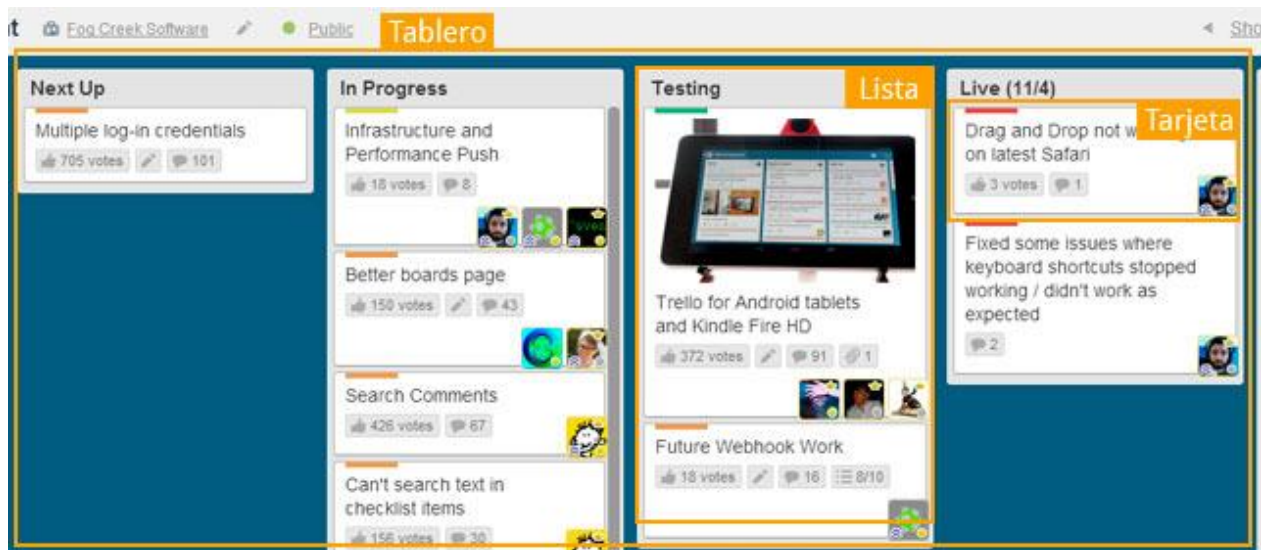 t Fog Creek Software Public Tablero
Next Up
Multiple log-in credentials
705 votes 101
In Progress
Infrastructure and
Performance Push
18 votes 8
Better boards page
150 votes 43
Search Comments
426 votes 67
Can't search text in
checklist items
156 votes 30
Testing Lista
Trello for Android tablets
and Kindle Fire HD
372 votes 91 1
Future Webhook Work
18 votes 16 8/10
Live (11/4)
Tarjeta
Drag and Drop not
on latest Safari
3 votes 1
Fixed some issues where
keyboard shortcuts stopped
working / didn't work as
expected
2